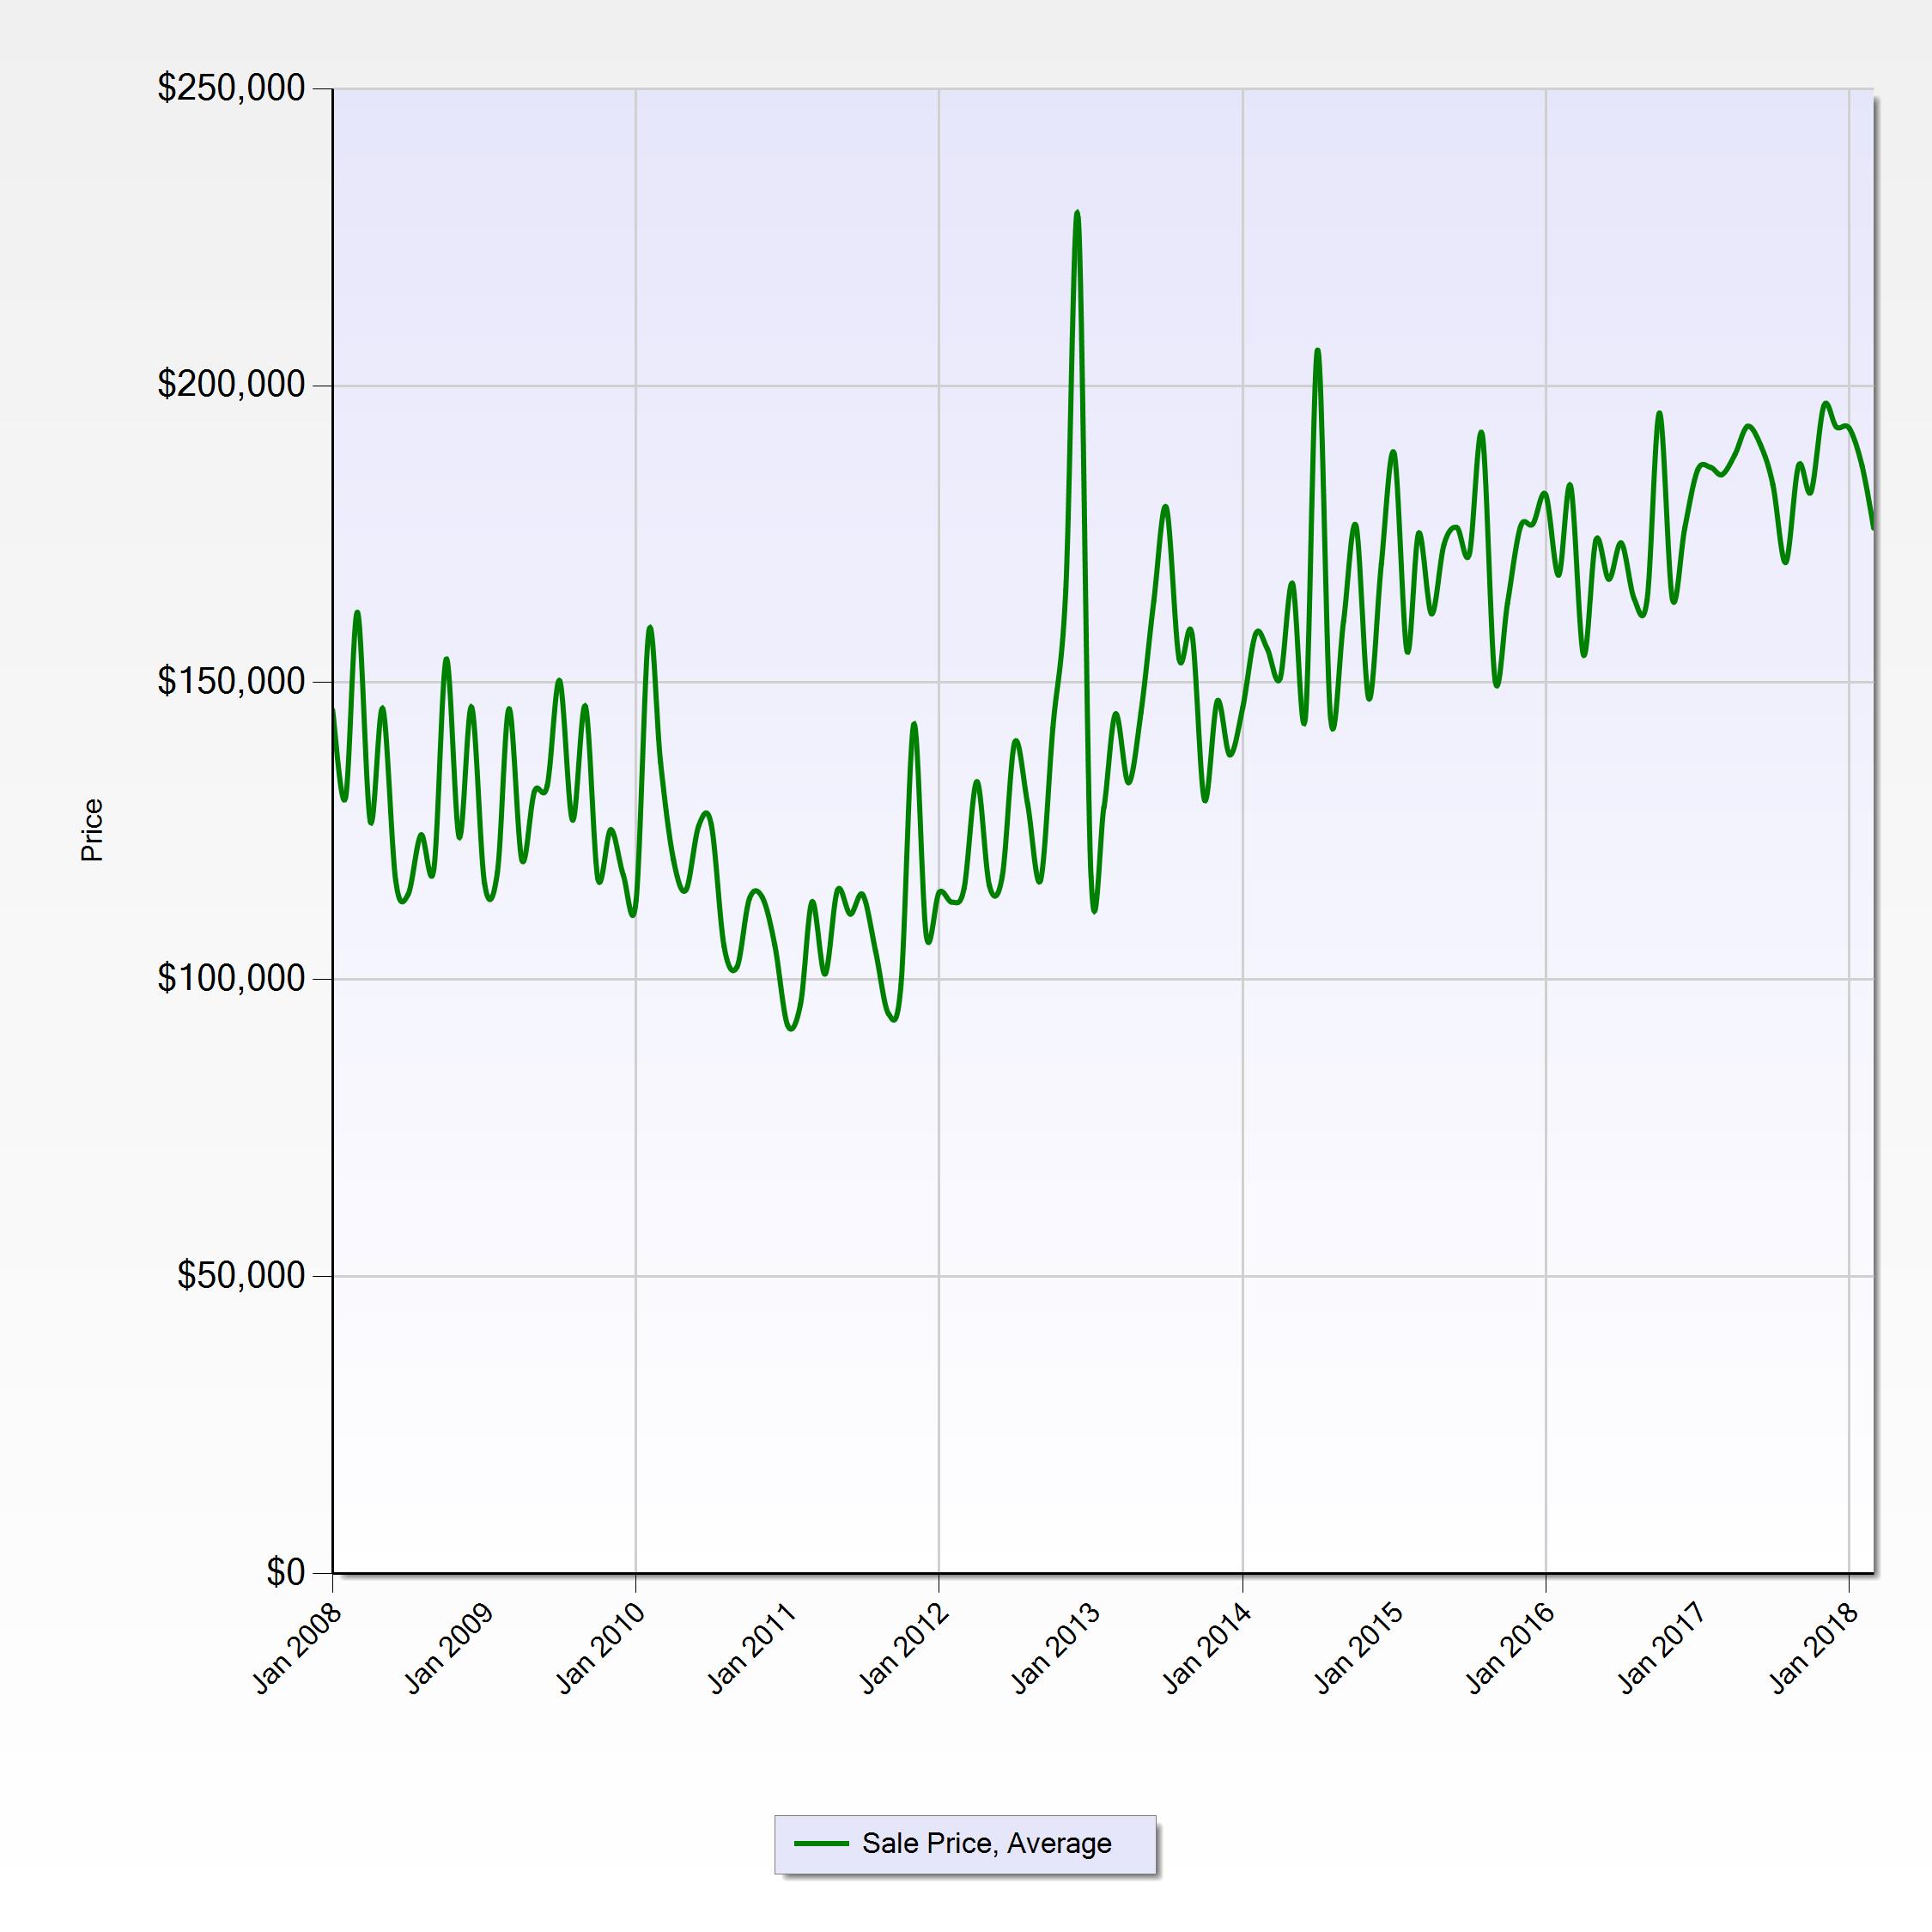 $250,000
$200,000
$150,000
$100,000
$50,000
$0
Price
Jan 2008
Jan 2009
Jan 2010
Jan 2011
Jan 2012
Jan 2013
Jan 2014
Jan 2015
Jan 2016
Jan 2017
Jan 2018
Sale Price, Average